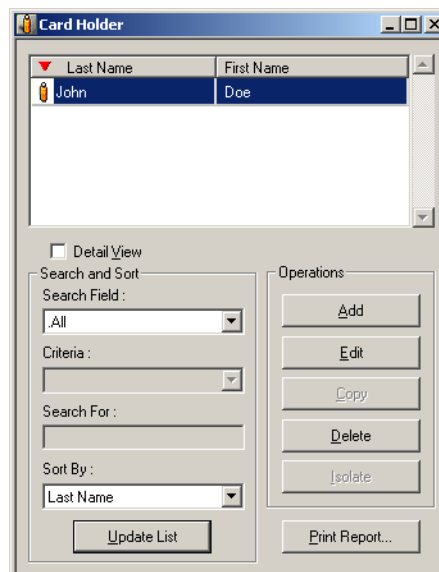 Card Holder
Last Name First Name
John Doe
Detail View
Search and Sort
Search Field :
.All
Criteria :
Search For :
Sort By :
Last Name
Update List
Operations
Add
Edit
Copy
Delete
Isolate
Print Report...